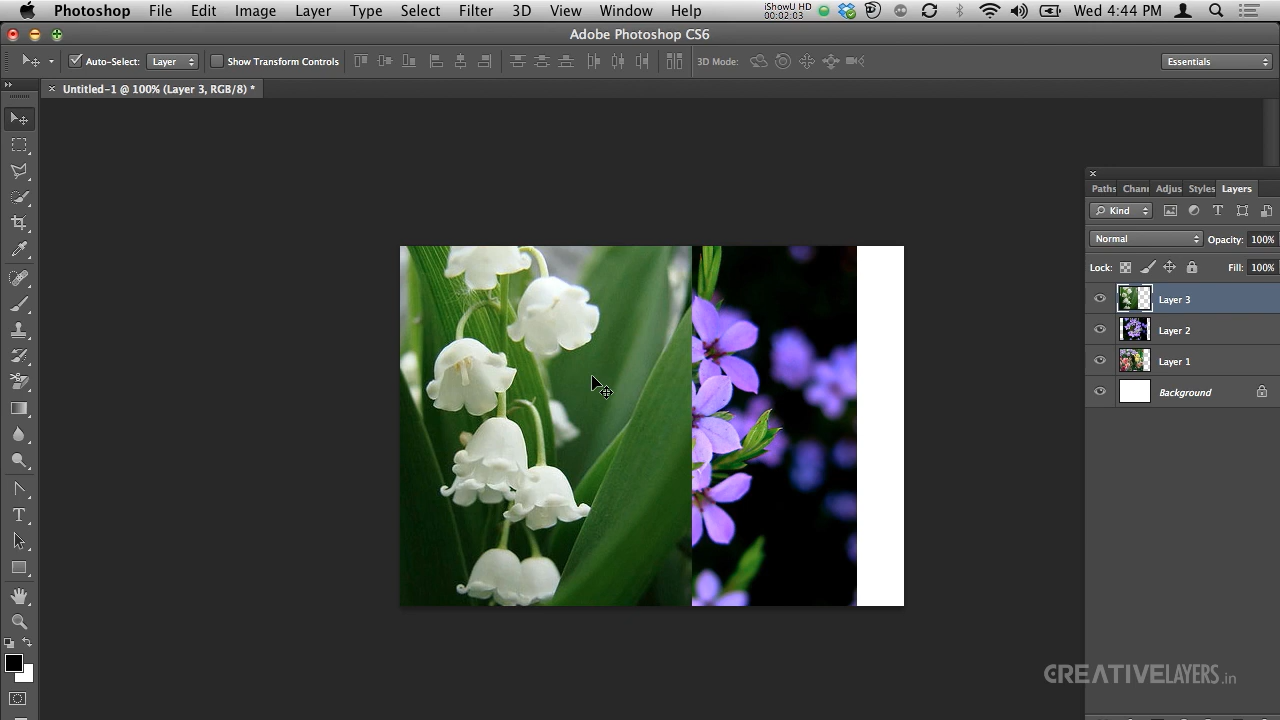 Photoshop File Edit Image Layer Type Select Filter 3D View Window Help iShowU HD 00:02:03 Wed 4:44 PM
Adobe Photoshop CS6
Auto-Select: Layer Show Transform Controls 3D Mode: Essentials
Untitled-1 @ 100% (Layer 3, RGB/8) *
Paths Chann Adjus Styles Layers
Kind
Normal Opacity: 100%
Lock: Fill: 100%
Layer 3
Layer 2
Layer 1
Background
CREATIVELAYERS.in